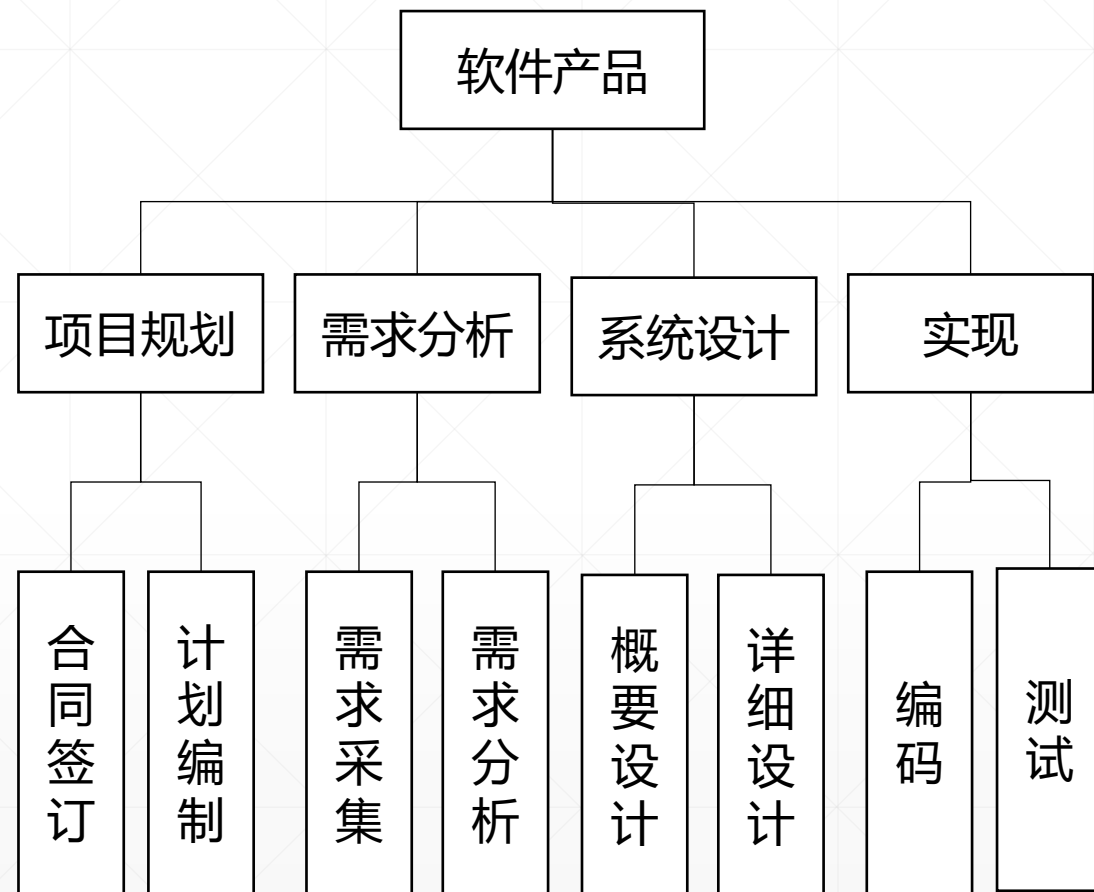 软件产品
项目规划
需求分析
系统设计
实现
合同签订
计划编制
需求采集
需求分析
概要设计
详细设计
编码
测试